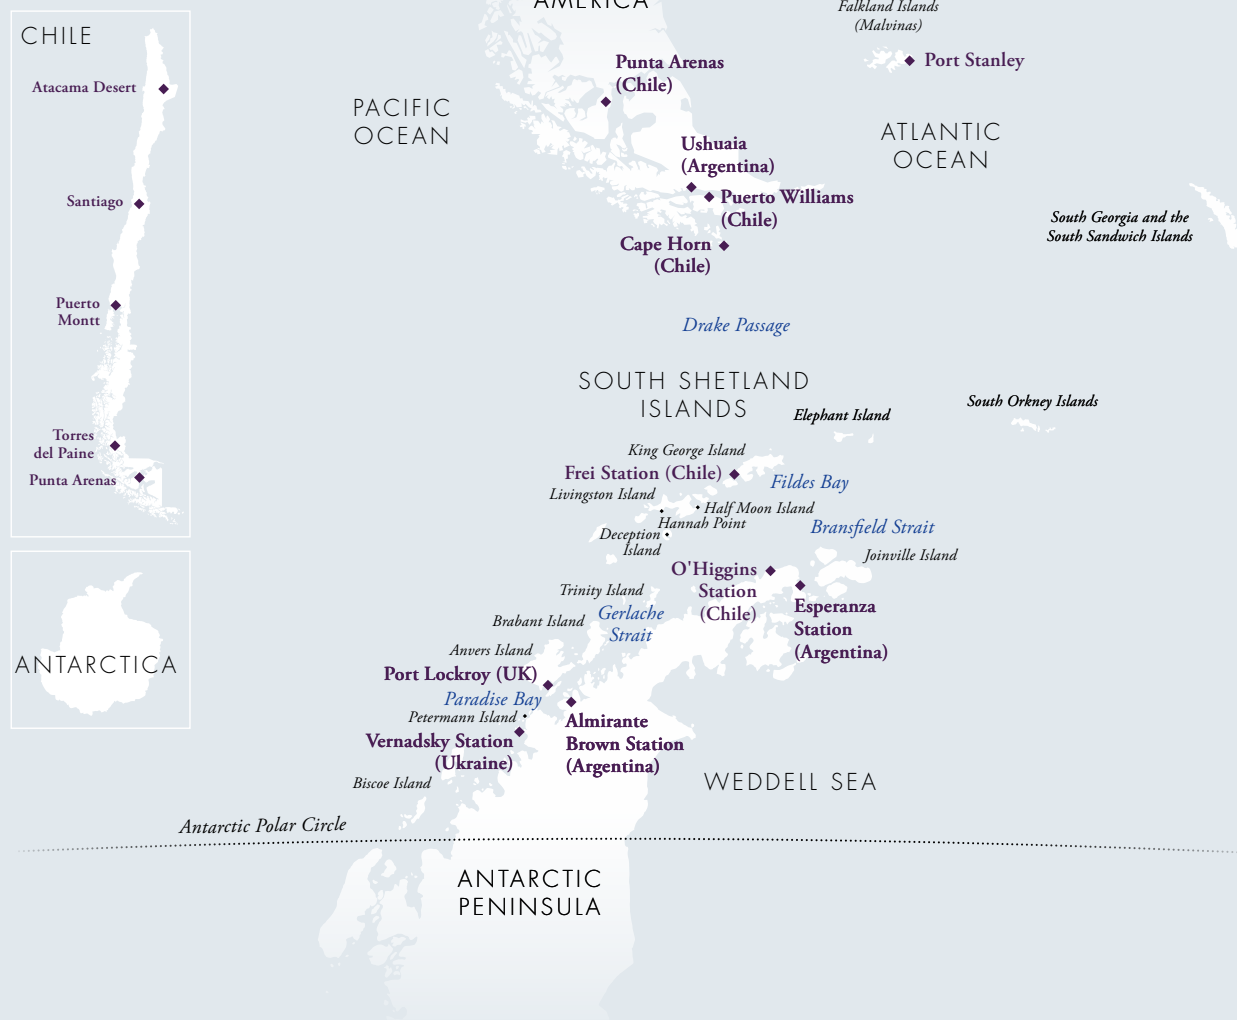 AMERICA
Falkland Islands
(Malvinas)
CHILE
Atacama Desert
Santiago
Puerto
Montt
Torres
del Paine
Punta Arenas
ANTARCTICA
PACIFIC
OCEAN
Punta Arenas
(Chile)
Port Stanley
ATLANTIC
OCEAN
Ushuaia
(Argentina)
Puerto Williams
(Chile)
Cape Horn
(Chile)
South Georgia and the
South Sandwich Islands
Drake Passage
SOUTH SHETLAND
ISLANDS
Elephant Island
South Orkney Islands
King George Island
Frei Station (Chile)
Fildes Bay
Livingston Island
Half Moon Island
Hannah Point
Deception
Island
Bransfield Strait
Joinville Island
O'Higgins
Station
(Chile)
Esperanza
Station
(Argentina)
Trinity Island
Gerlache
Strait
Brabant Island
Anvers Island
Port Lockroy (UK)
Paradise Bay
Petermann Island
Almirante
Brown Station
(Argentina)
Vernadsky Station
(Ukraine)
Biscoe Island
WEDDELL SEA
Antarctic Polar Circle
ANTARCTIC
PENINSULA